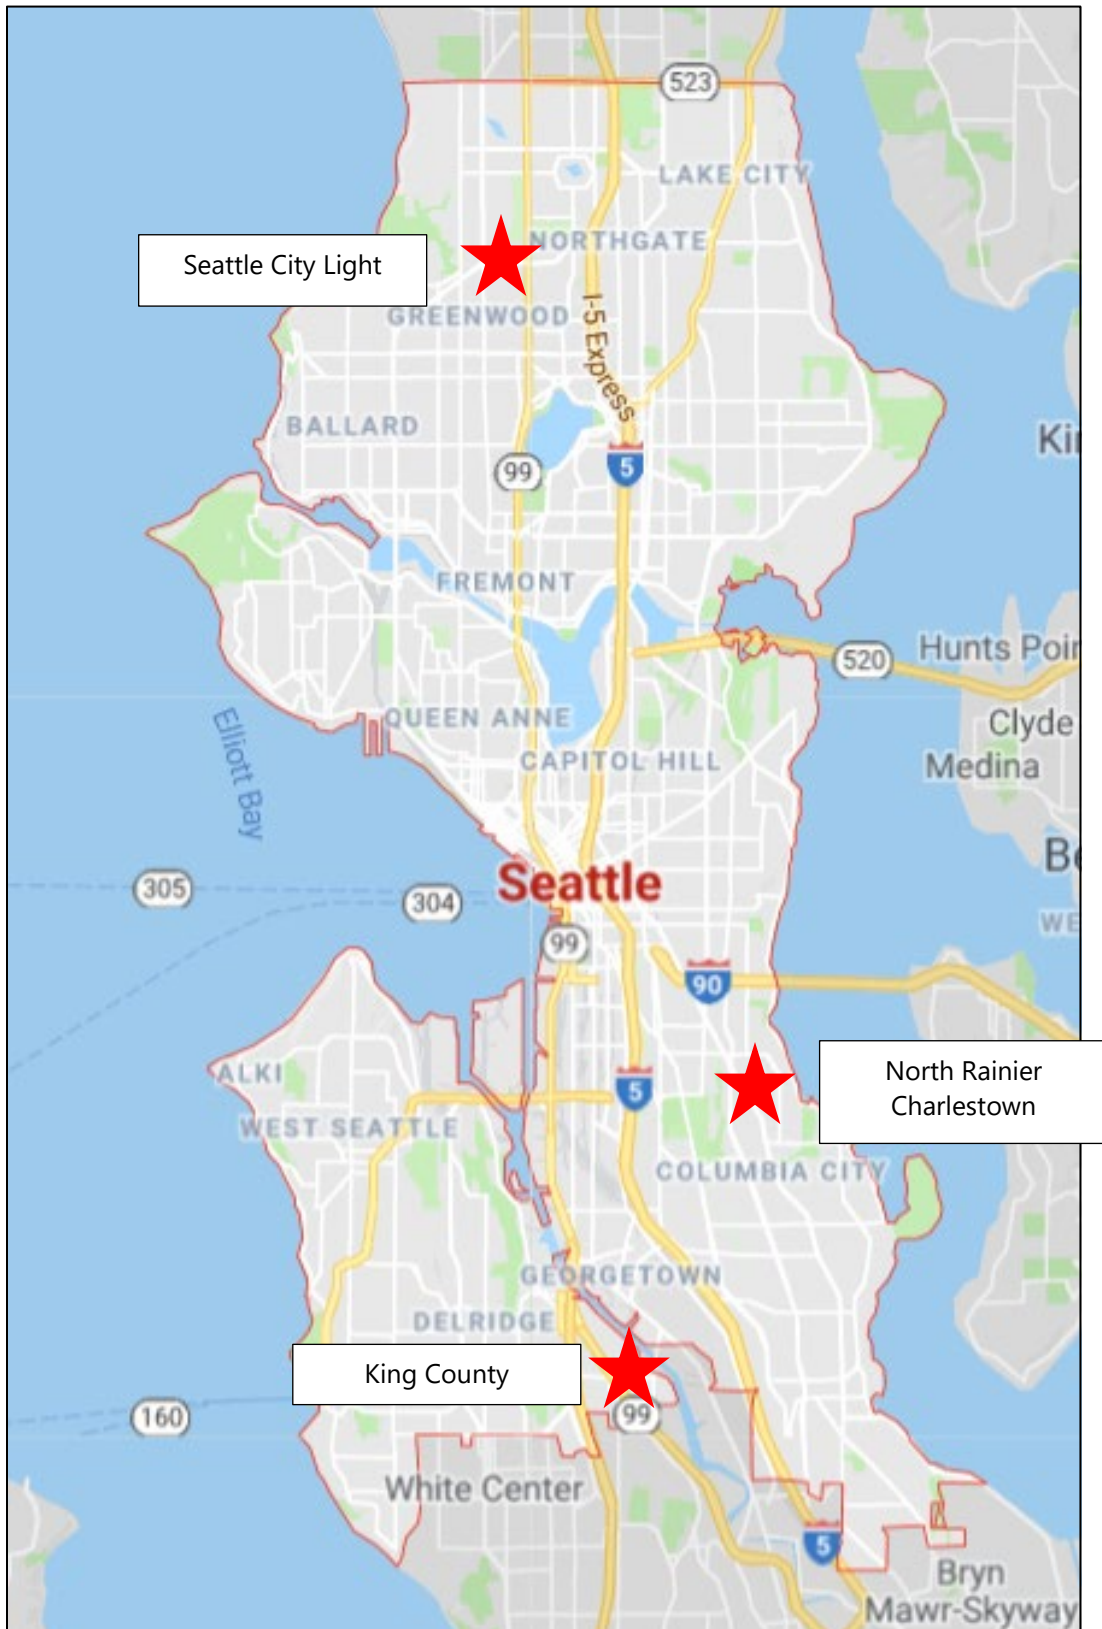 523
LAKE CITY
NORTHGATE
Seattle City Light
GREENWOOD
I-5 Express
BALLARD
Kir
99
5
FREMONT
520
Hunts Poin
QUEEN ANNE
Clyde
Elliott Bay
CAPITOL HILL
Medina
Be
Seattle
305
304
WE
99
90
North Rainier
Charlestown
ALKI
5
WEST SEATTLE
COLUMBIA CITY
GEORGETOWN
DELRIDGE
King County
160
99
White Center
5
Bryn
Mawr-Skyway